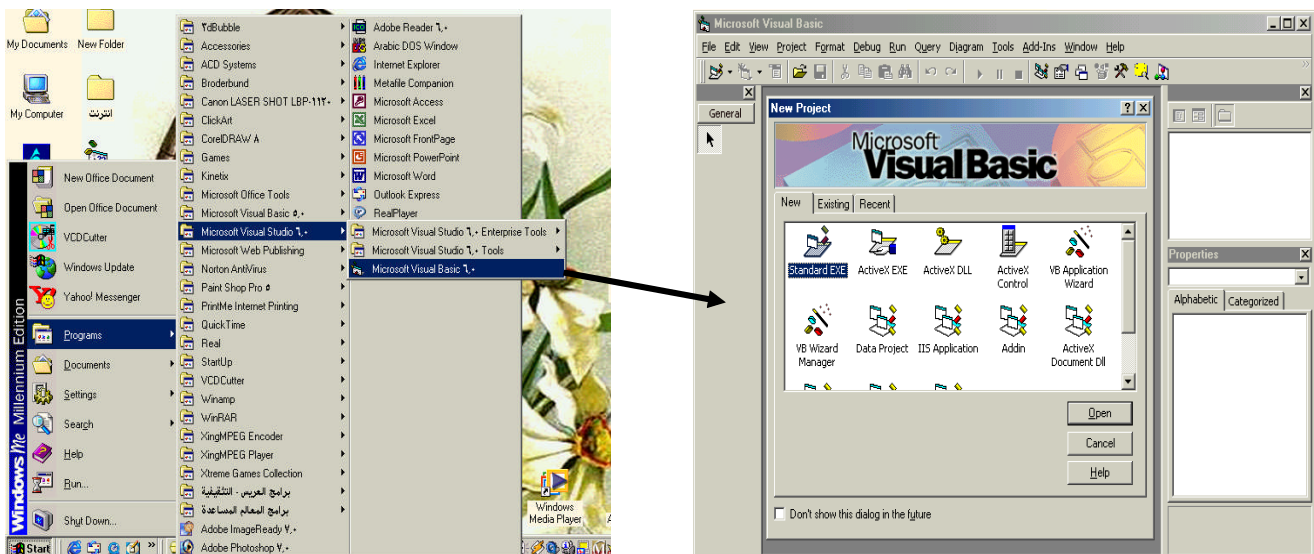 My Documents
New Folder
My Computer
انترنت
New Office Document
Open Office Document
VCDCutter
Windows Update
Yahoo! Messenger
Programs
Documents
Settings
Search
Help
Run...
Shut Down...
Windows Me Millennium Edition
Start
٢dBubble
Accessories
ACD Systems
Broderbund
Canon LASER SHOT LBP-١١٢٠
ClickArt
CorelDRAW ٨
Games
Kinetix
Microsoft Office Tools
Microsoft Visual Basic ٥,٠
Microsoft Visual Studio ٦,٠
Microsoft Web Publishing
Norton AntiVirus
Paint Shop Pro ٥
PrintMe Internet Printing
QuickTime
Real
StartUp
VCDCutter
Winamp
WinRAR
XingMPEG Encoder
XingMPEG Player
Xtreme Games Collection
برامج العريس - التثقيفية
برامج المعالم المساعدة
Adobe ImageReady ٧,٠
Adobe Photoshop ٧,٠
Adobe Reader ٦,٠
Arabic DOS Window
Internet Explorer
Metafile Companion
Microsoft Access
Microsoft Excel
Microsoft FrontPage
Microsoft PowerPoint
Microsoft Word
Outlook Express
RealPlayer
Microsoft Visual Studio ٦,٠ Enterprise Tools
Microsoft Visual Studio ٦,٠ Tools
Microsoft Visual Basic ٦,٠
Windows
Media Player
Microsoft Visual Basic
File Edit View Project Format Debug Run Query Diagram Tools Add-Ins Window Help
General
New Project
Microsoft
Visual Basic
New Existing Recent
Standard EXE ActiveX EXE ActiveX DLL ActiveX Control VB Application Wizard
VB Wizard Manager Data Project IIS Application Addin ActiveX Document Dll
Open
Cancel
Help
Don't show this dialog in the future
Properties
Alphabetic Categorized